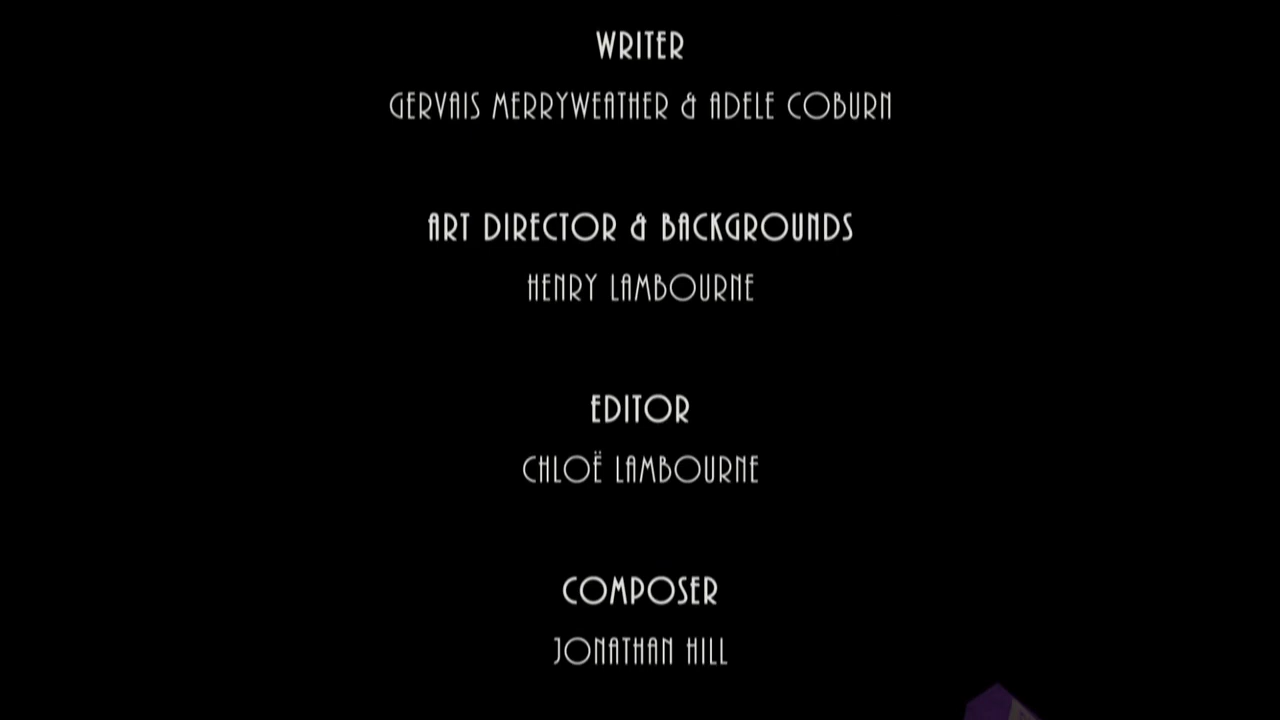 WRITER
GERVAIS MERRYWEATHER & ADELE COBURN
ART DIRECTOR & BACKGROUNDS
HENRY LAMBOURNE
EDITOR
CHLOË LAMBOURNE
COMPOSER
JONATHAN HILL